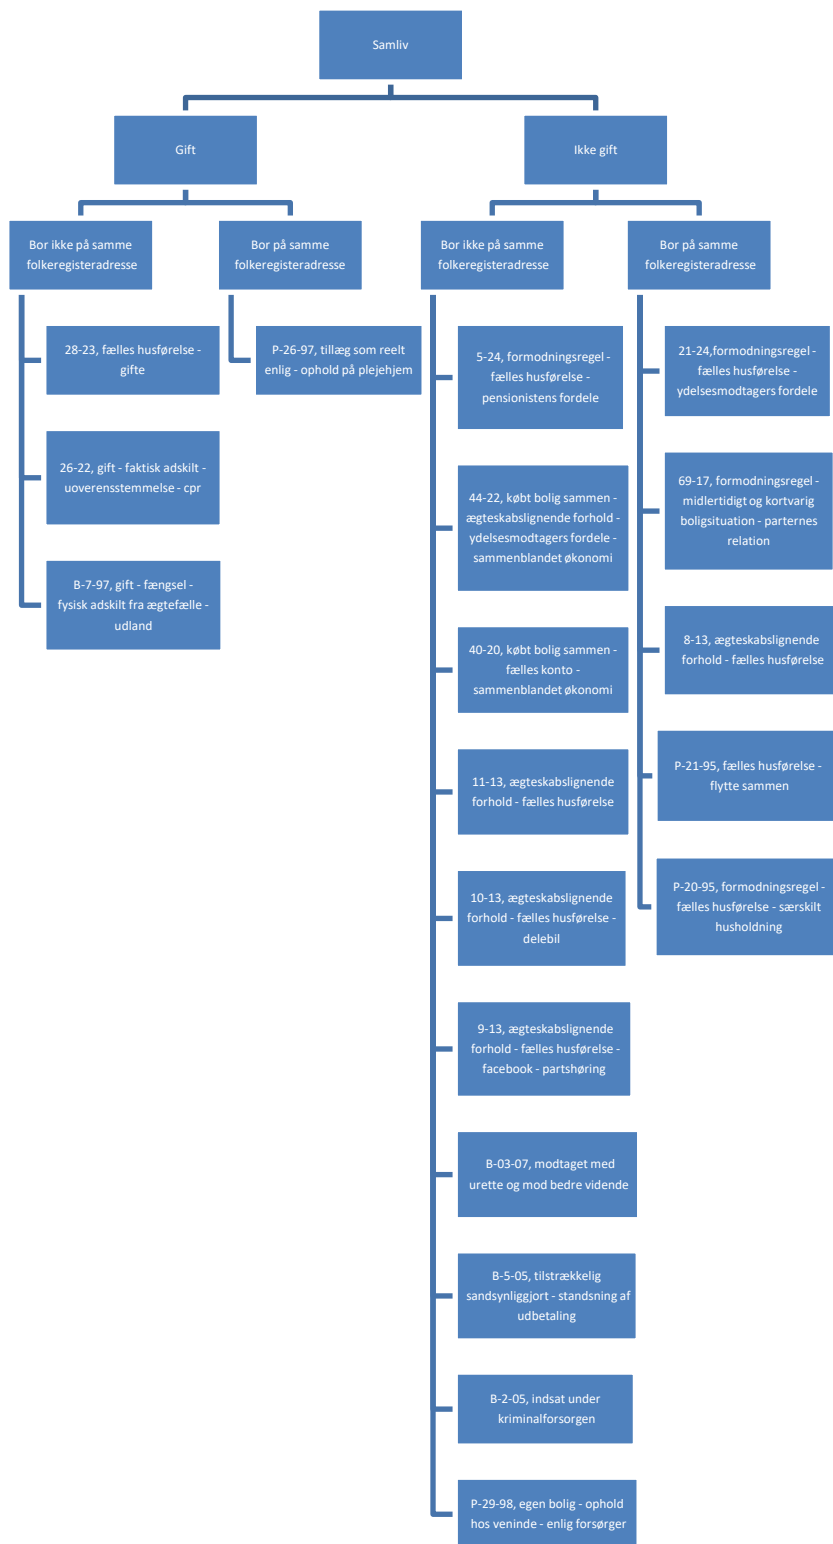 Samliv
Gift
Ikke gift
Bor ikke på samme
folkeregisteradresse
Bor på samme
folkeregisteradresse
Bor ikke på samme
folkeregisteradresse
Bor på samme
folkeregisteradresse
28-23, fælles husførelse -
gifte
26-22, gift - faktisk adskilt -
uoverensstemmelse - cpr
B-7-97, gift - fængsel -
fysisk adskilt fra ægtefælle -
udland
P-26-97, tillæg som reelt
enlig - ophold på plejehjem
5-24, formodningsregel -
fælles husførelse -
pensionistens fordele
44-22, købt bolig sammen -
ægteskabslignende forhold -
ydelsesmodtagers fordele -
sammenblandet økonomi
40-20, købt bolig sammen -
fælles konto -
sammenblandet økonomi
11-13, ægteskabslignende
forhold - fælles husførelse
10-13, ægteskabslignende
forhold - fælles husførelse -
delebil
9-13, ægteskabslignende
forhold - fælles husførelse -
facebook - partshøring
B-03-07, modtaget med
urette og mod bedre vidende
B-5-05, tilstrækkelig
sandsynliggjort - standsning af
udbetaling
B-2-05, indsat under
kriminalforsorgen
P-29-98, egen bolig - ophold
hos veninde - enlig forsørger
21-24,formodningsregel -
fælles husførelse -
ydelsesmodtagers fordele
69-17, formodningsregel -
midlertidigt og kortvarig
boligsituation - parternes
relation
8-13, ægteskabslignende
forhold - fælles husførelse
P-21-95, fælles husførelse -
flytte sammen
P-20-95, formodningsregel -
fælles husførelse - særskilt
husholdning